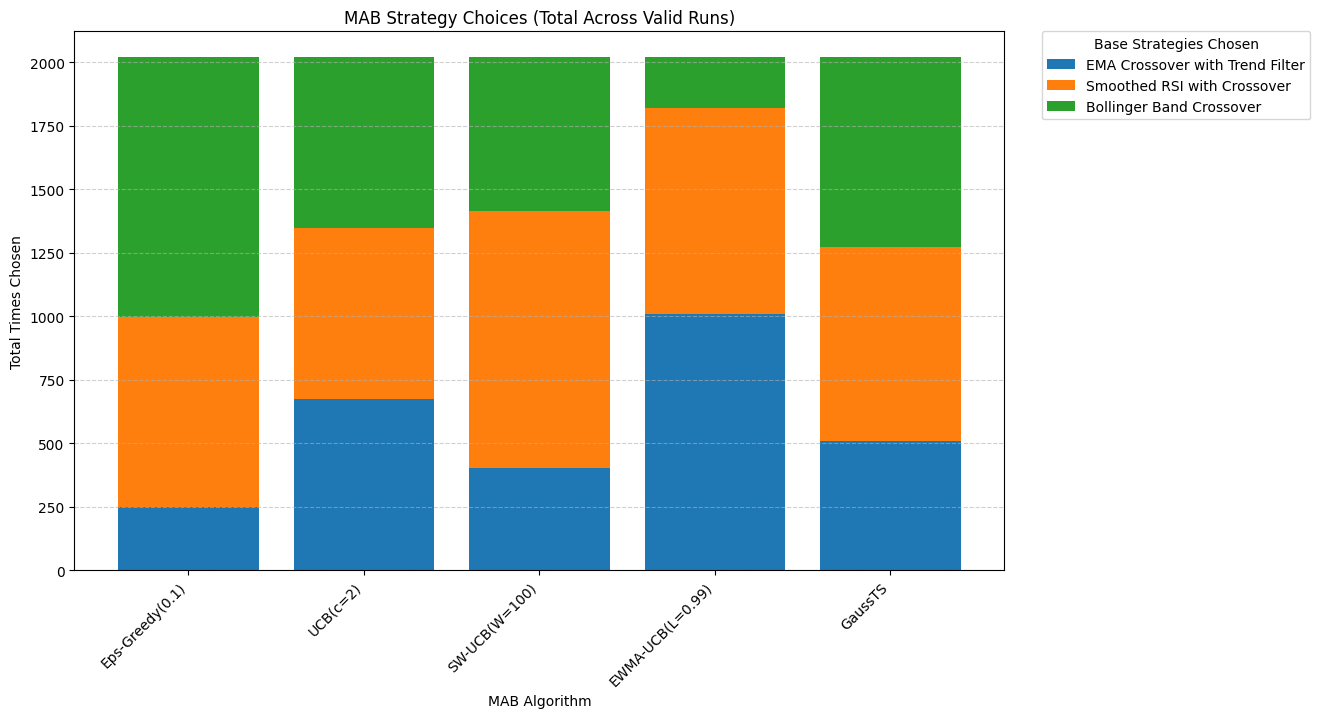 MAB Strategy Choices (Total Across Valid Runs)
Base Strategies Chosen
EMA Crossover with Trend Filter
Smoothed RSI with Crossover
Bollinger Band Crossover
Total Times Chosen
2000
1750
1500
1250
1000
750
500
250
0
Eps-Greedy(0.1)
UCB(c=2)
SW-UCB(W=100)
EWMA-UCB(L=0.99)
GaussTS
MAB Algorithm